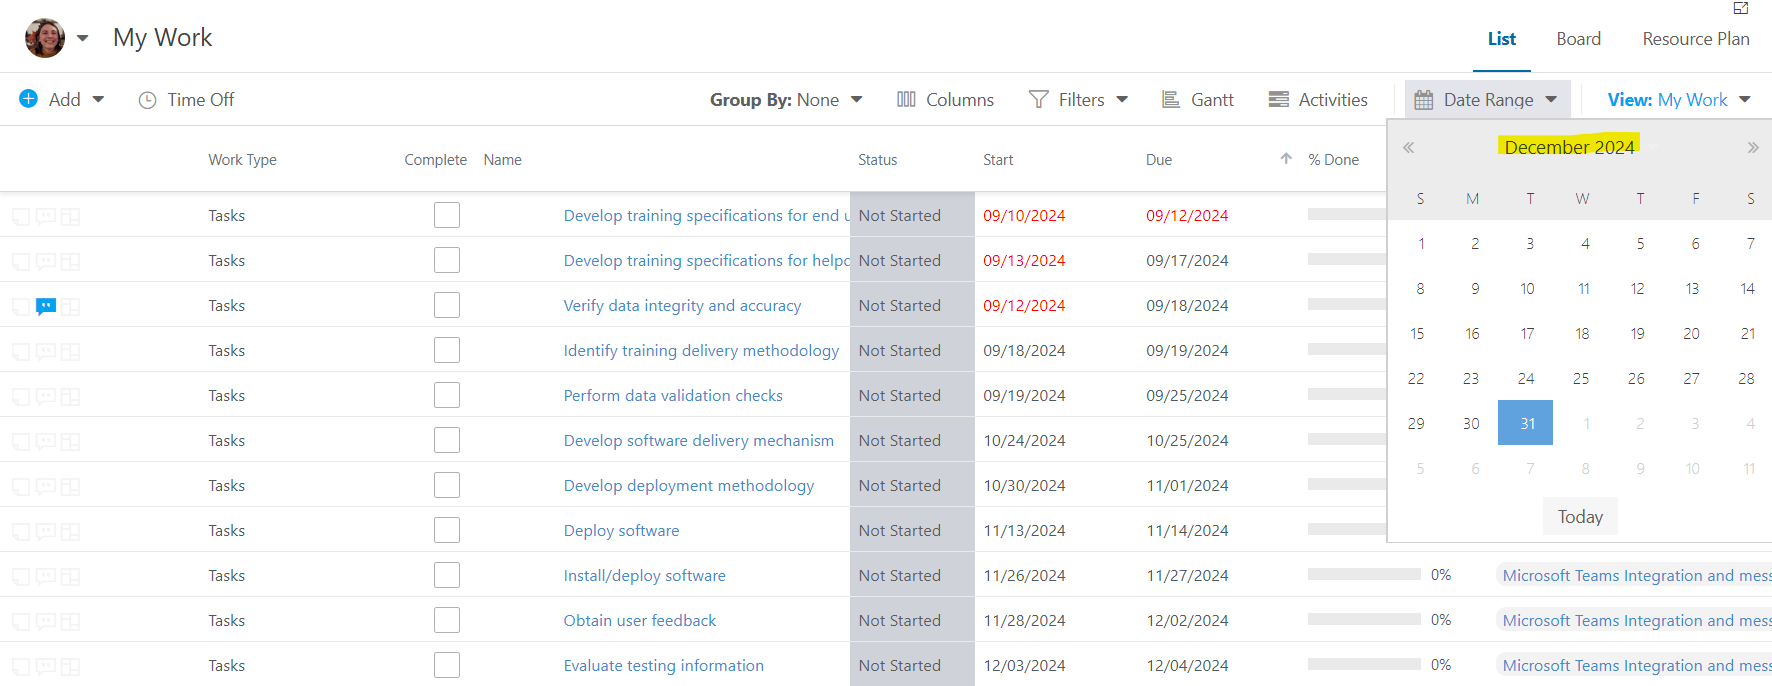 My Work
List Board Resource Plan
Add Time Off Group By: None Columns Filters Gantt Activities Date Range View: My Work
Work Type Complete Name Status Start Due % Done
Tasks Develop training specifications for end u Not Started 09/10/2024 09/12/2024
Tasks Develop training specifications for helpd Not Started 09/13/2024 09/17/2024
Tasks Verify data integrity and accuracy Not Started 09/12/2024 09/18/2024
Tasks Identify training delivery methodology Not Started 09/18/2024 09/19/2024
Tasks Perform data validation checks Not Started 09/19/2024 09/25/2024
Tasks Develop software delivery mechanism Not Started 10/24/2024 10/25/2024
Tasks Develop deployment methodology Not Started 10/30/2024 11/01/2024
Tasks Deploy software Not Started 11/13/2024 11/14/2024
Tasks Install/deploy software Not Started 11/26/2024 11/27/2024 0% Microsoft Teams Integration and mess
Tasks Obtain user feedback Not Started 11/28/2024 12/02/2024 0% Microsoft Teams Integration and mess
Tasks Evaluate testing information Not Started 12/03/2024 12/04/2024 0% Microsoft Teams Integration and mess
« December 2024 »
S M T W T F S
1 2 3 4 5 6 7
8 9 10 11 12 13 14
15 16 17 18 19 20 21
22 23 24 25 26 27 28
29 30 31 1 2 3 4
5 6 7 8 9 10 11
Today